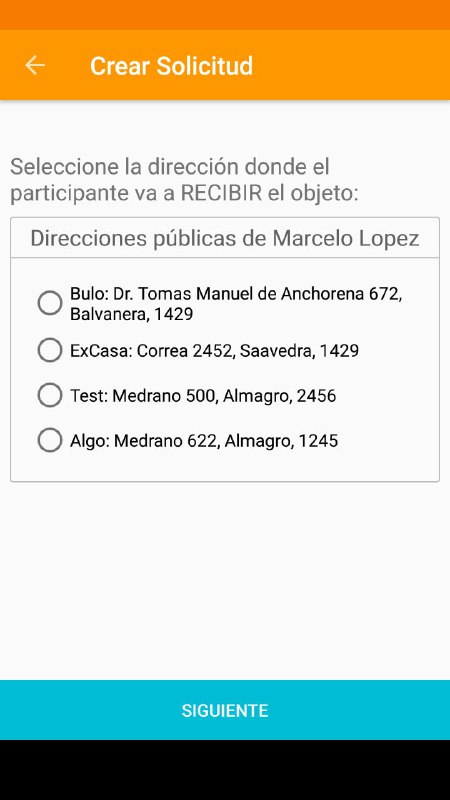 Crear Solicitud
Seleccione la dirección donde el
participante va a RECIBIR el objeto:
Direcciones públicas de Marcelo Lopez
Bulo: Dr. Tomas Manuel de Anchorena 672,
Balvanera, 1429
ExCasa: Correa 2452, Saavedra, 1429
Test: Medrano 500, Almagro, 2456
Algo: Medrano 622, Almagro, 1245
SIGUIENTE